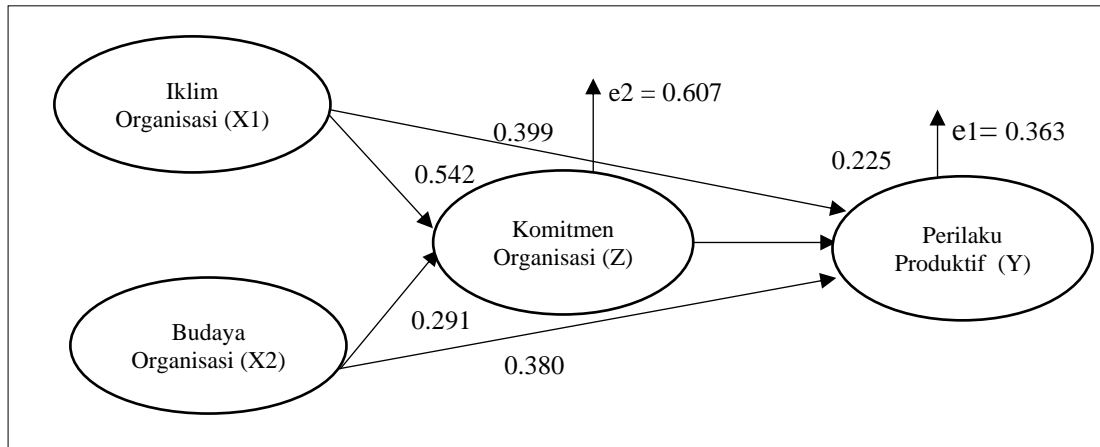 Iklim
Organisasi (X1)
e2 = 0.607
e1= 0.363
0.399
0.225
0.542
Komitmen
Organisasi (Z)
Perilaku
Produktif (Y)
Budaya
Organisasi (X2)
0.291
0.380